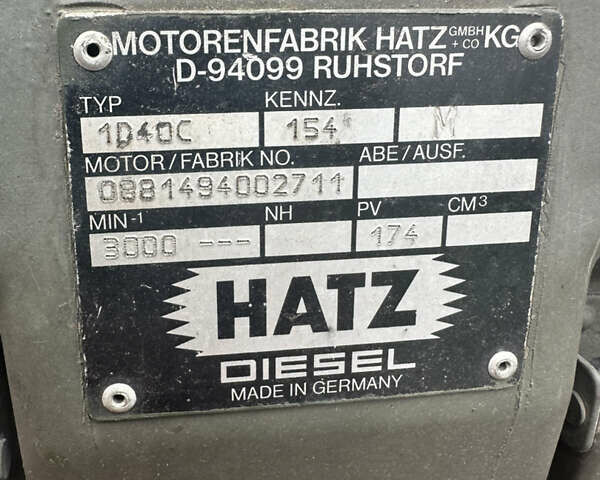 MOTORENFABRIK HATZ GMBH + CO KG
D-94099 RUHSTORF
TYP KENNZ.
1D40C 154 M
MOTOR/FABRIK NO. ABE/AUSF.
0881494002711
MIN-1 NH PV CM3
3000 --- 174
HATZ
DIESEL
MADE IN GERMANY